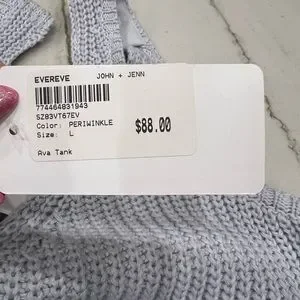 EVEREVE JOHN + JENN
774464831943
SZ83VT67EV
Color: PERIWINKLE
Size: L
$88.00
Ava Tank